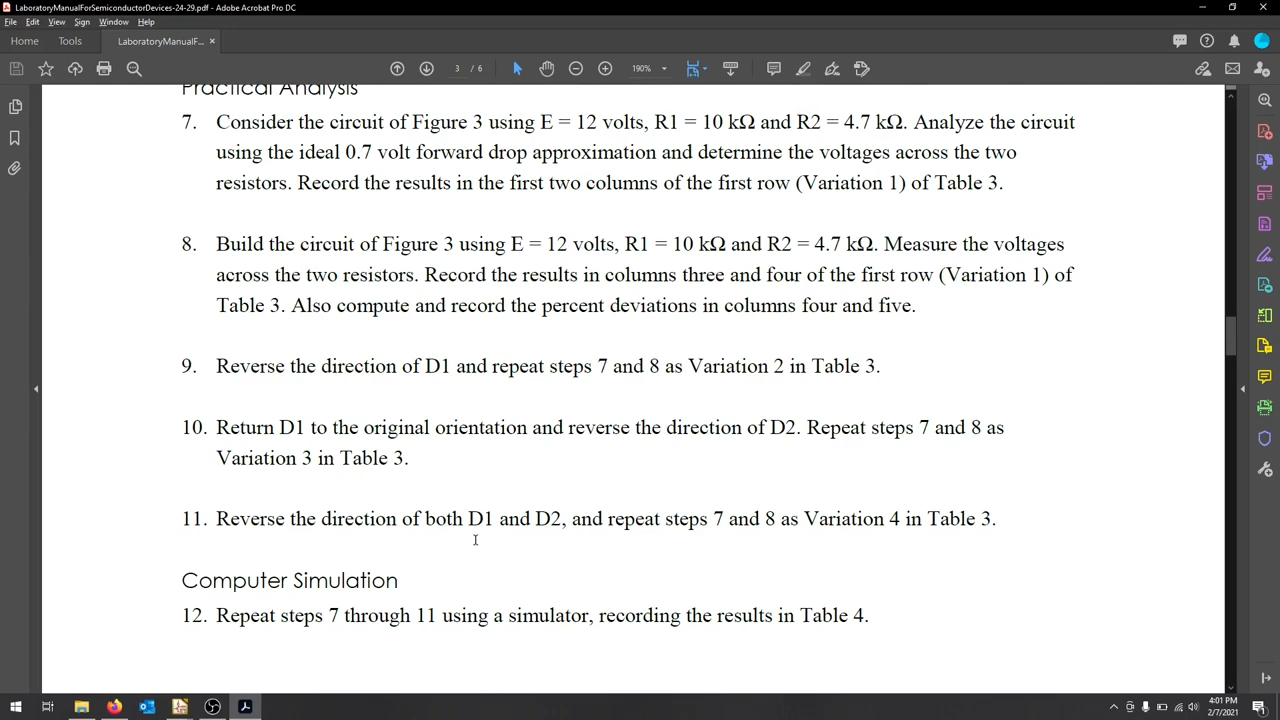 LaboratoryManualForSemiconductorDevices-24-29.pdf - Adobe Acrobat Pro DC
File Edit View Sign Window Help
Home Tools LaboratoryManualF... ×
3 / 6 190%
Practical Analysis
7. Consider the circuit of Figure 3 using E = 12 volts, R1 = 10 kΩ and R2 = 4.7 kΩ. Analyze the circuit
using the ideal 0.7 volt forward drop approximation and determine the voltages across the two
resistors. Record the results in the first two columns of the first row (Variation 1) of Table 3.
8. Build the circuit of Figure 3 using E = 12 volts, R1 = 10 kΩ and R2 = 4.7 kΩ. Measure the voltages
across the two resistors. Record the results in columns three and four of the first row (Variation 1) of
Table 3. Also compute and record the percent deviations in columns four and five.
9. Reverse the direction of D1 and repeat steps 7 and 8 as Variation 2 in Table 3.
10. Return D1 to the original orientation and reverse the direction of D2. Repeat steps 7 and 8 as
Variation 3 in Table 3.
11. Reverse the direction of both D1 and D2, and repeat steps 7 and 8 as Variation 4 in Table 3.
Computer Simulation
12. Repeat steps 7 through 11 using a simulator, recording the results in Table 4.
4:01 PM
2/7/2021